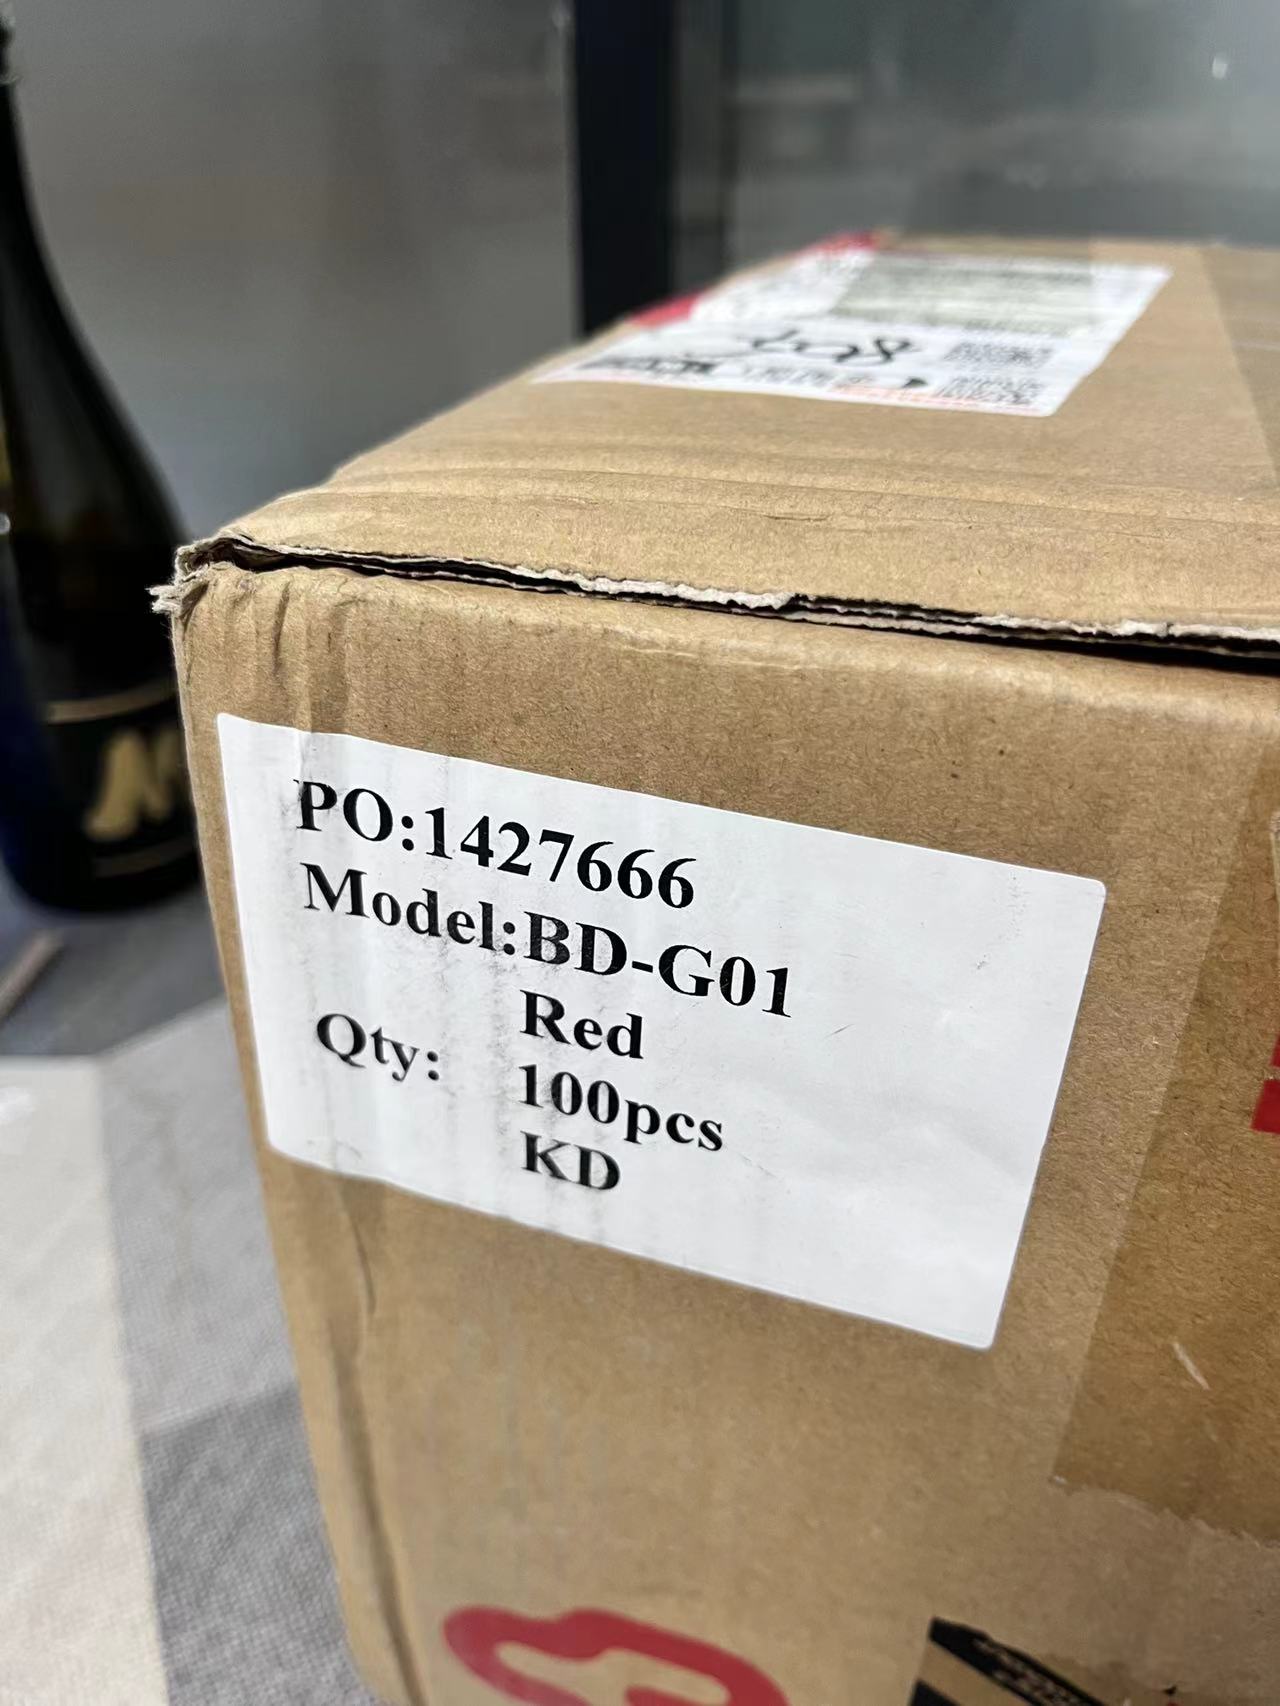 PO:1427666
Model:BD-G01
Red
Qty: 100pcs
KD